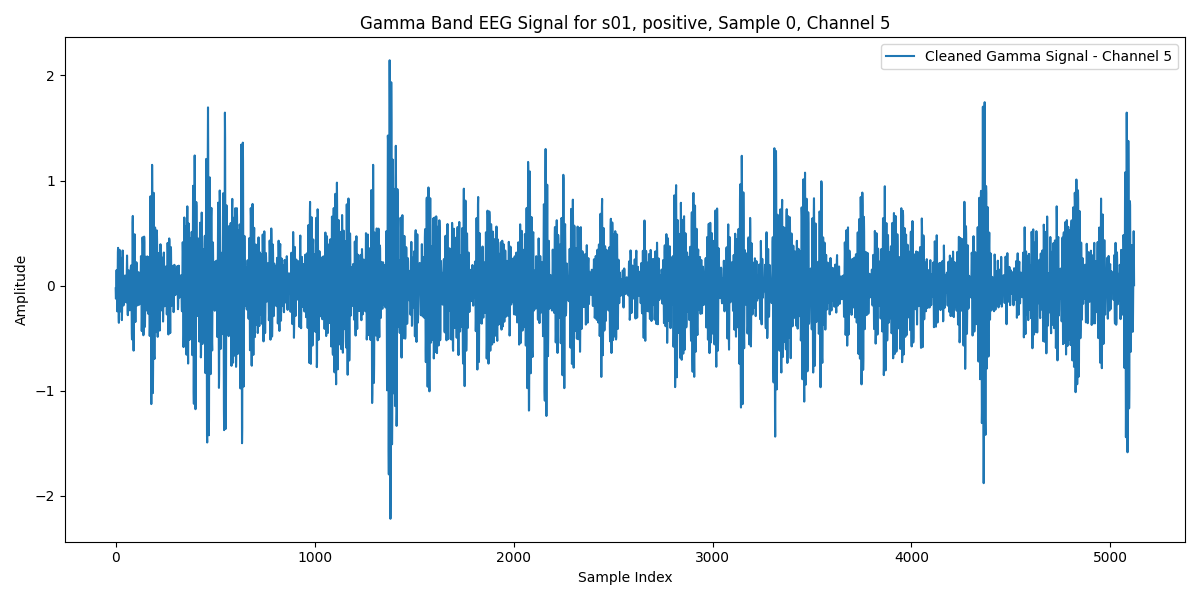 Gamma Band EEG Signal for s01, positive, Sample 0, Channel 5
Cleaned Gamma Signal - Channel 5
2
1
0
−1
−2
Amplitude
0 1000 2000 3000 4000 5000
Sample Index